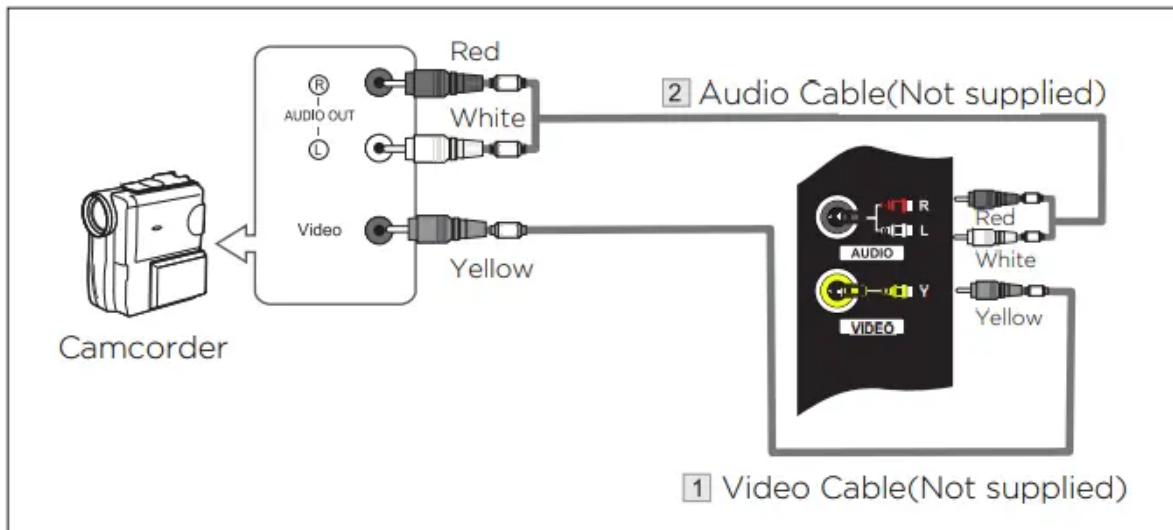 Red
2 Audio Cable(Not supplied)
R
AUDIO OUT
White
L
R
Red
L
AUDIO
White
Video
Yellow
Y
Yellow
VIDEO
Camcorder
1 Video Cable(Not supplied)